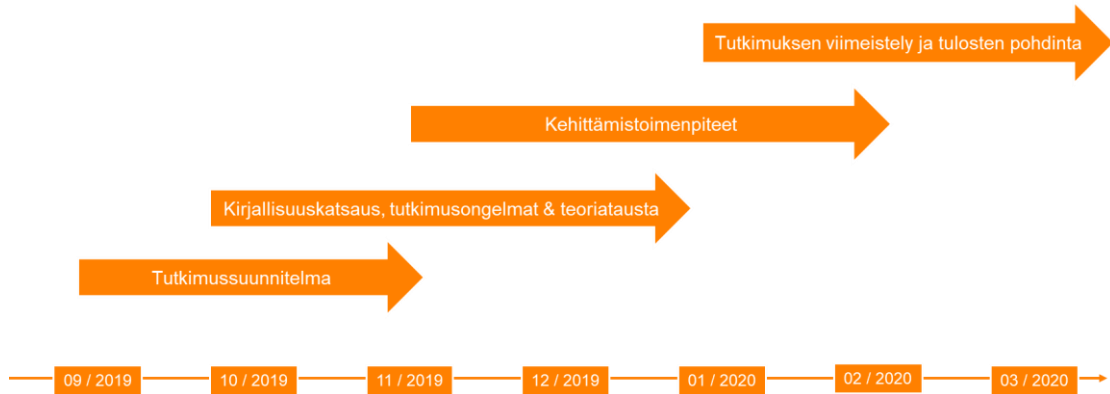 Tutkimuksen viimeistely ja tulosten pohdinta
Kehittämistoimenpiteet
Kirjallisuuskatsaus, tutkimusongelmat & teoriatausta
Tutkimussuunnitelma
09 / 2019
10 / 2019
11 / 2019
12 / 2019
01 / 2020
02 / 2020
03 / 2020